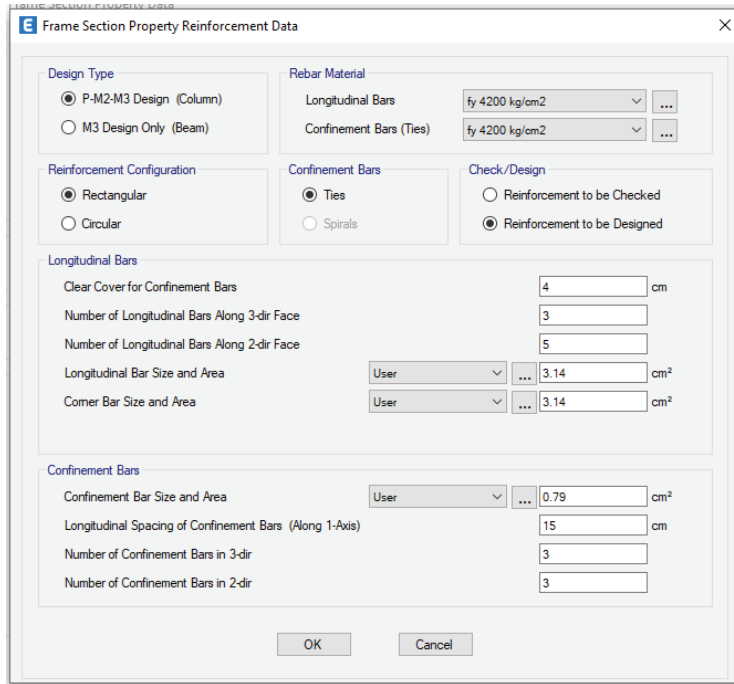 Frame Section Property Data
E Frame Section Property Reinforcement Data
Design Type
P-M2-M3 Design (Column)
M3 Design Only (Beam)
Rebar Material
Longitudinal Bars fy 4200 kg/cm2 ...
Confinement Bars (Ties) fy 4200 kg/cm2 ...
Reinforcement Configuration
Rectangular
Circular
Confinement Bars
Ties
Spirals
Check/Design
Reinforcement to be Checked
Reinforcement to be Designed
Longitudinal Bars
Clear Cover for Confinement Bars 4 cm
Number of Longitudinal Bars Along 3-dir Face 3
Number of Longitudinal Bars Along 2-dir Face 5
Longitudinal Bar Size and Area User ... 3.14 cm²
Corner Bar Size and Area User ... 3.14 cm²
Confinement Bars
Confinement Bar Size and Area User ... 0.79 cm²
Longitudinal Spacing of Confinement Bars (Along 1-Axis) 15 cm
Number of Confinement Bars in 3-dir 3
Number of Confinement Bars in 2-dir 3
OK Cancel